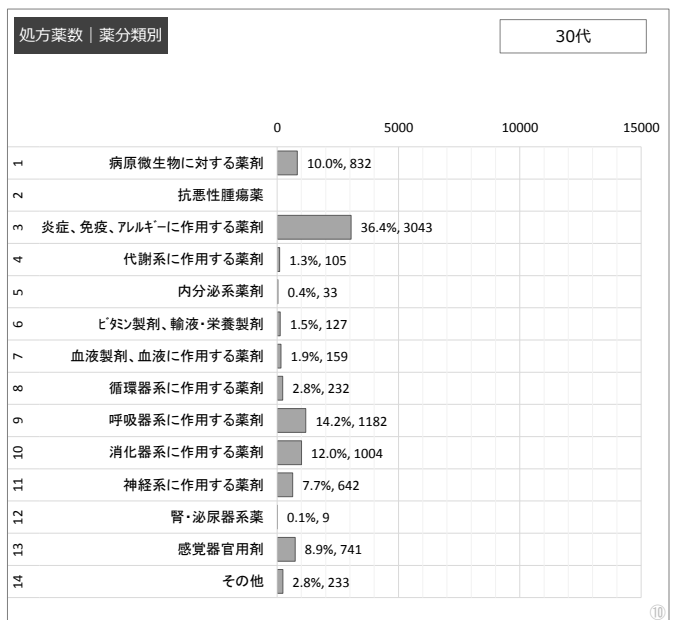 処方薬数｜薬分類別
30代
0 5000 10000 15000
1 病原微生物に対する薬剤 10.0%, 832
2 抗悪性腫瘍薬
3 炎症、免疫、ｱﾚﾙｷﾞｰに作用する薬剤 36.4%, 3043
4 代謝系に作用する薬剤 1.3%, 105
5 内分泌系薬剤 0.4%, 33
6 ﾋﾞﾀﾐﾝ製剤、輸液・栄養製剤 1.5%, 127
7 血液製剤、血液に作用する薬剤 1.9%, 159
8 循環器系に作用する薬剤 2.8%, 232
9 呼吸器系に作用する薬剤 14.2%, 1182
10 消化器系に作用する薬剤 12.0%, 1004
11 神経系に作用する薬剤 7.7%, 642
12 腎・泌尿器系薬 0.1%, 9
13 感覚器官用剤 8.9%, 741
14 その他 2.8%, 233
⑩